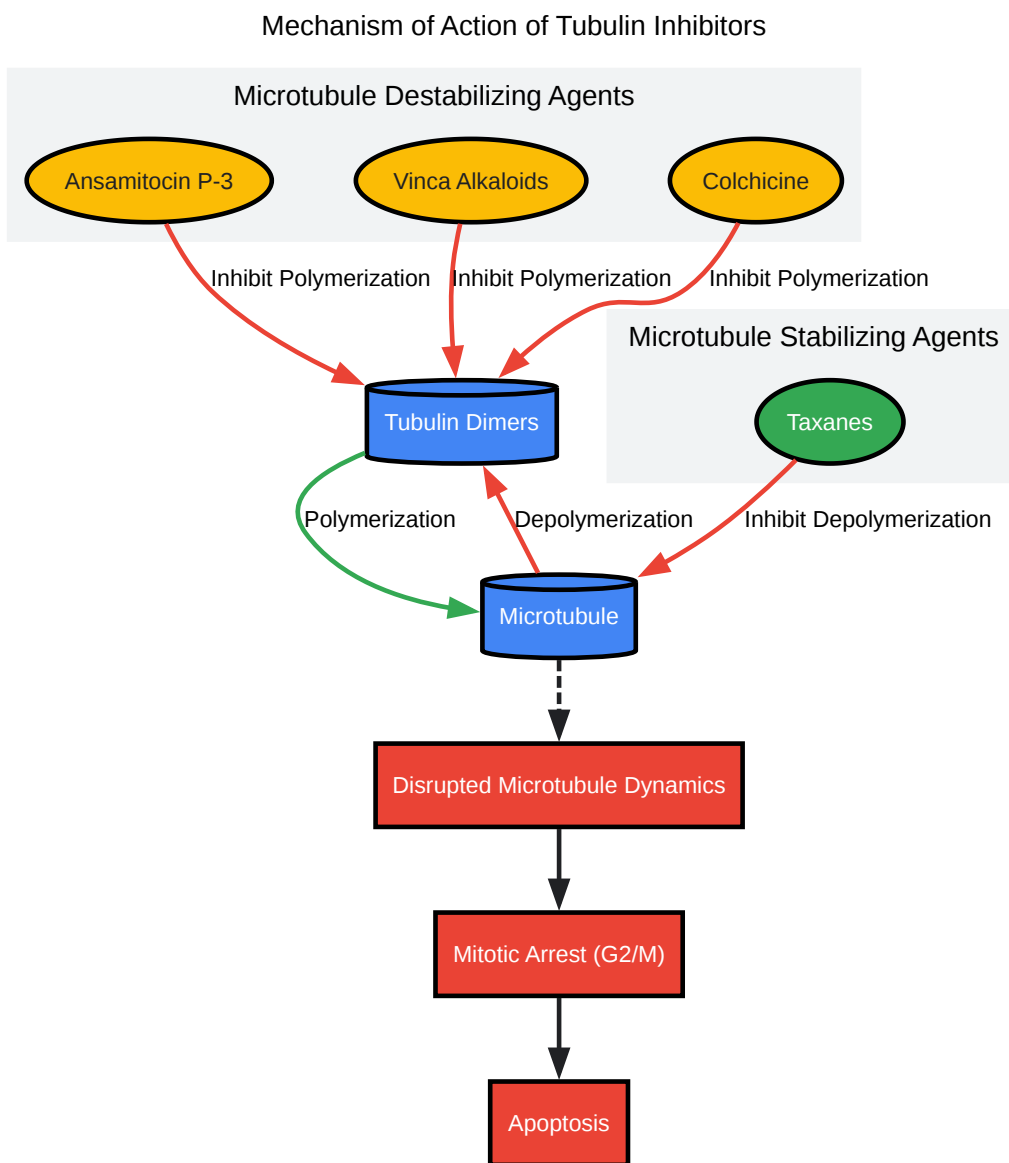 Mechanism of Action of Tubulin Inhibitors
Microtubule Destabilizing Agents
Ansamitocin P-3
Vinca Alkaloids
Colchicine
Inhibit Polymerization
Inhibit Polymerization
Inhibit Polymerization
Microtubule Stabilizing Agents
Tubulin Dimers
Taxanes
Polymerization
Depolymerization
Inhibit Depolymerization
Microtubule
Disrupted Microtubule Dynamics
Mitotic Arrest (G2/M)
Apoptosis